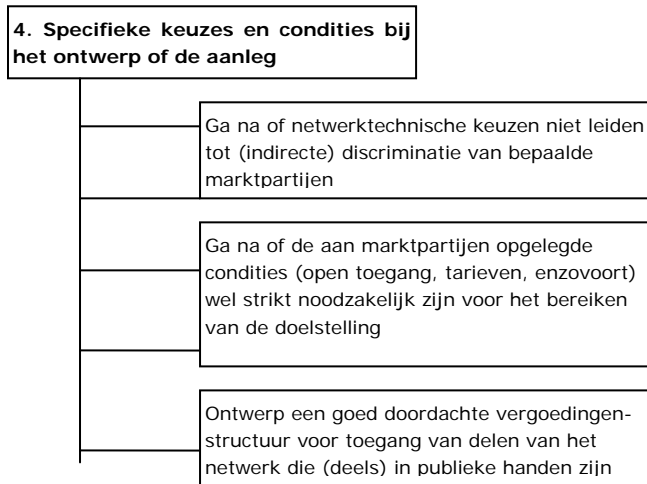 4. Specifieke keuzes en condities bij
het ontwerp of de aanleg
Ga na of netwerktechnische keuzen niet leiden
tot (indirecte) discriminatie van bepaalde
marktpartijen
Ga na of de aan marktpartijen opgelegde
condities (open toegang, tarieven, enzovoort)
wel strikt noodzakelijk zijn voor het bereiken
van de doelstelling
Ontwerp een goed doordachte vergoedingen-
structuur voor toegang van delen van het
netwerk die (deels) in publieke handen zijn